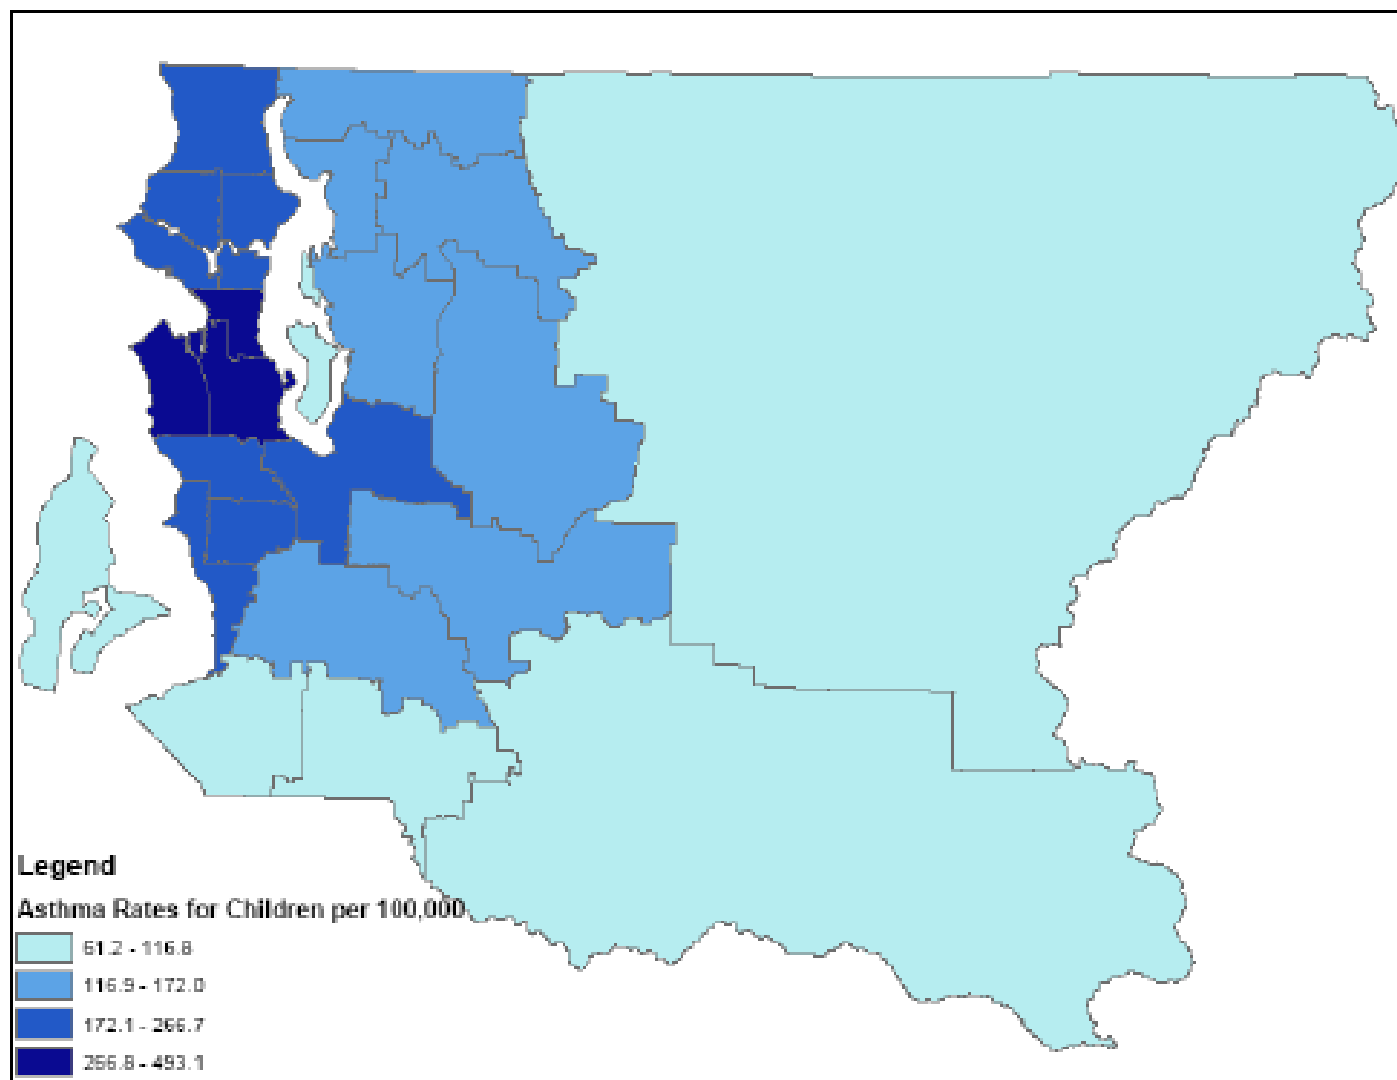 Legend
Asthma Rates for Children per 100,000
61.2 - 116.8
116.9 - 172.0
172.1 - 266.7
266.8 - 493.1